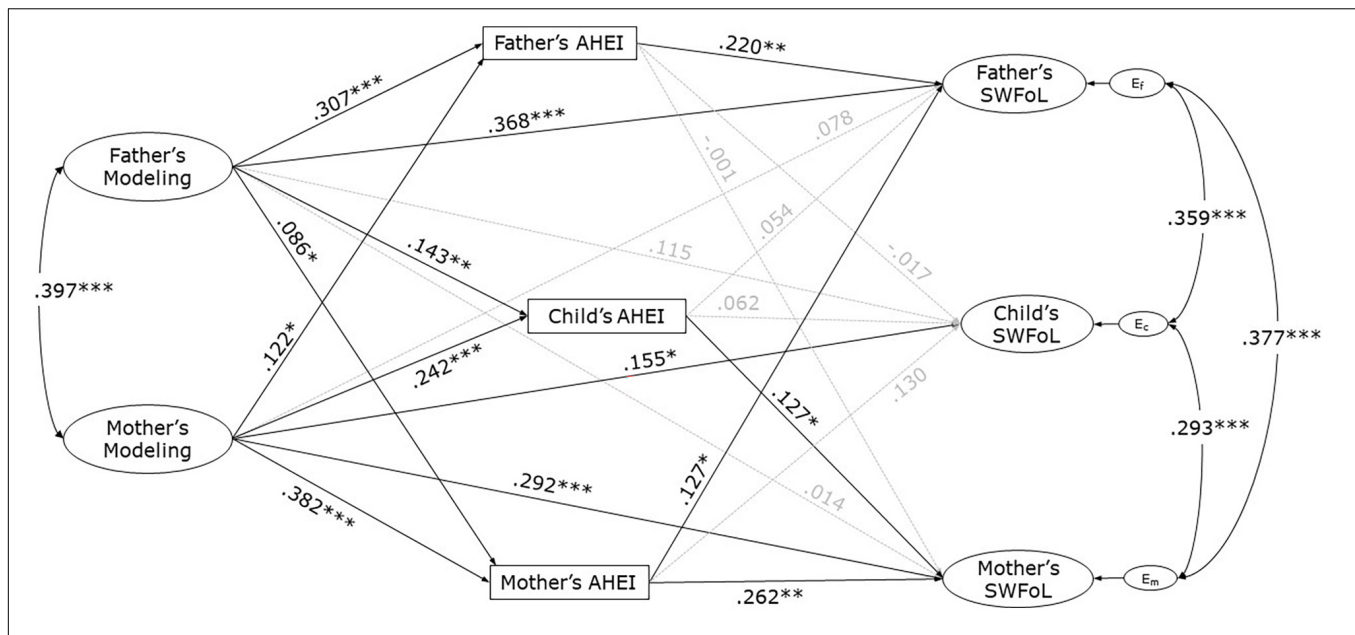 Father's AHEI
.220**
Father's
SWFoL
Ef
.307***
.368***
.078
-.001
Father's
Modeling
.054
.359***
.086*
.143**
.115
-.017
.397***
Child's AHEI
.062
Child's
SWFoL
Ec
.377***
.122*
.242***
.155*
.130
.127*
Mother's
Modeling
.293***
.292***
.127*
.014
.382***
Mother's AHEI
.262**
Mother's
SWFoL
Em